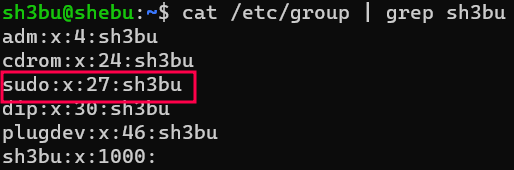 sh3bu@shebu:~$ cat /etc/group | grep sh3bu
adm:x:4:sh3bu
cdrom:x:24:sh3bu
sudo:x:27:sh3bu
dip:x:30:sh3bu
plugdev:x:46:sh3bu
sh3bu:x:1000: